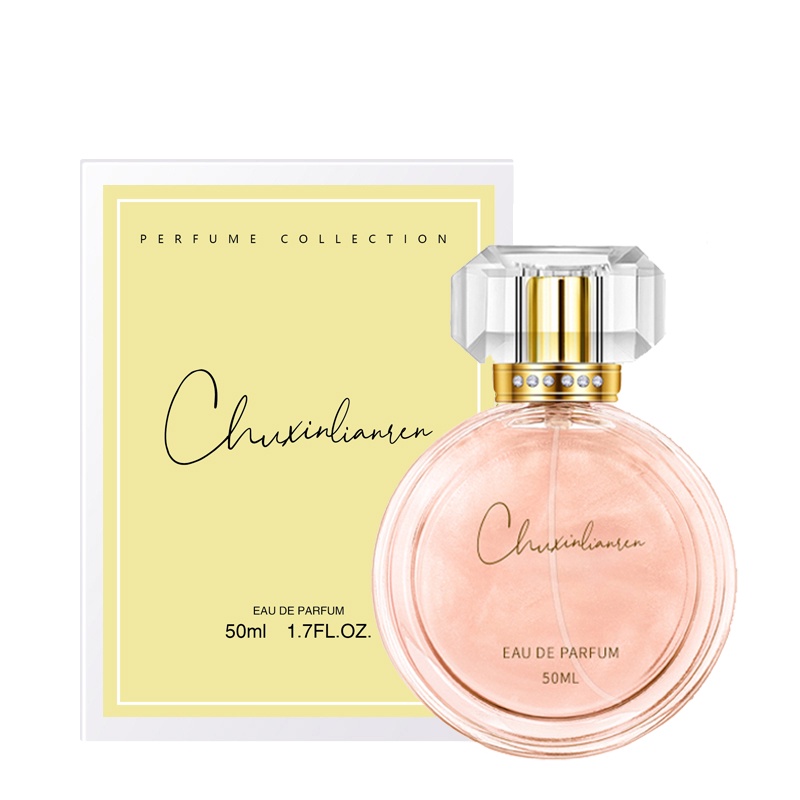 PERFUME COLLECTION
Chuxinlianren
EAU DE PARFUM
50ml 1.7FL.OZ.
Chuxinlianren
EAU DE PARFUM
50ML